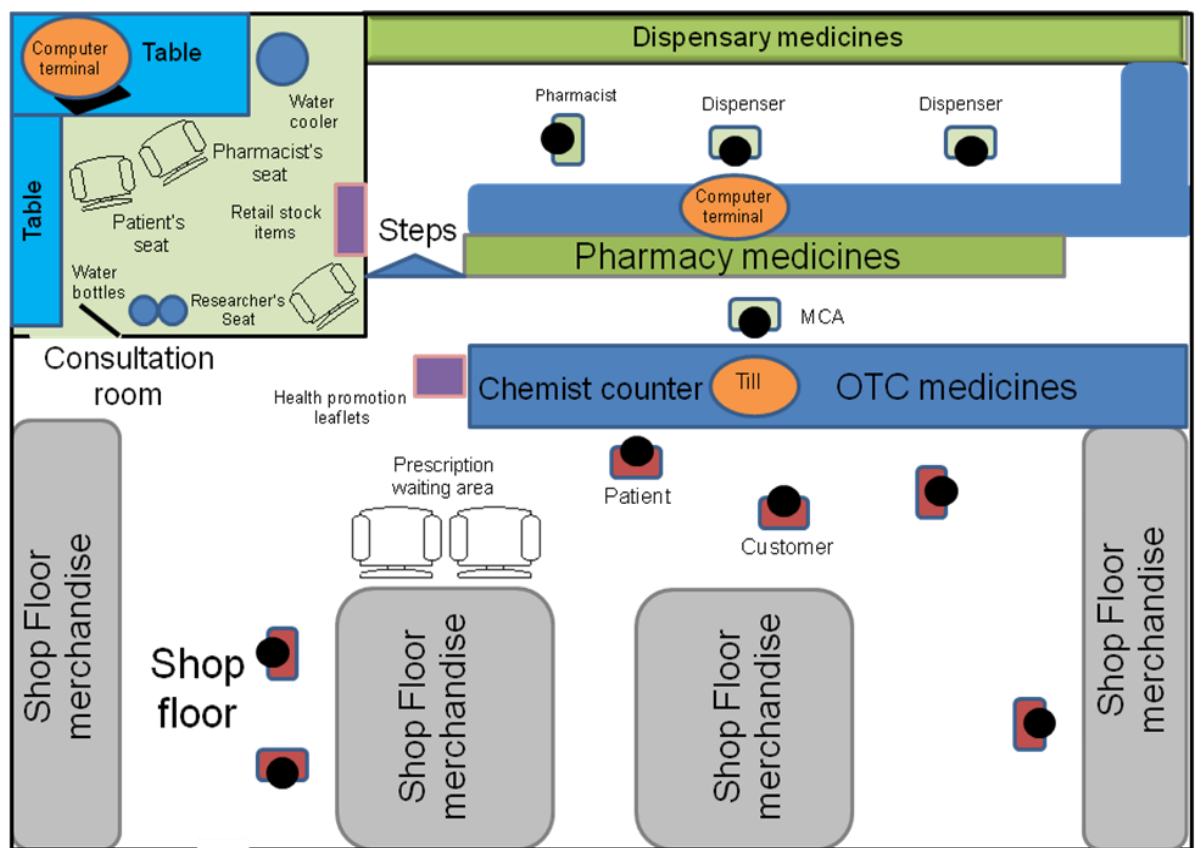 Computer
terminal
Table
Water
cooler
Table
Pharmacist's
seat
Patient's
seat
Retail stock
items
Water
bottles
Researcher's
Seat
Consultation
room
Dispensary medicines
Pharmacist
Dispenser
Dispenser
Computer
terminal
Steps
Pharmacy medicines
MCA
Health promotion
leaflets
Chemist counter
Till
OTC medicines
Prescription
waiting area
Patient
Customer
Shop Floor
merchandise
Shop
floor
Shop Floor
merchandise
Shop Floor
merchandise
Shop Floor
merchandise